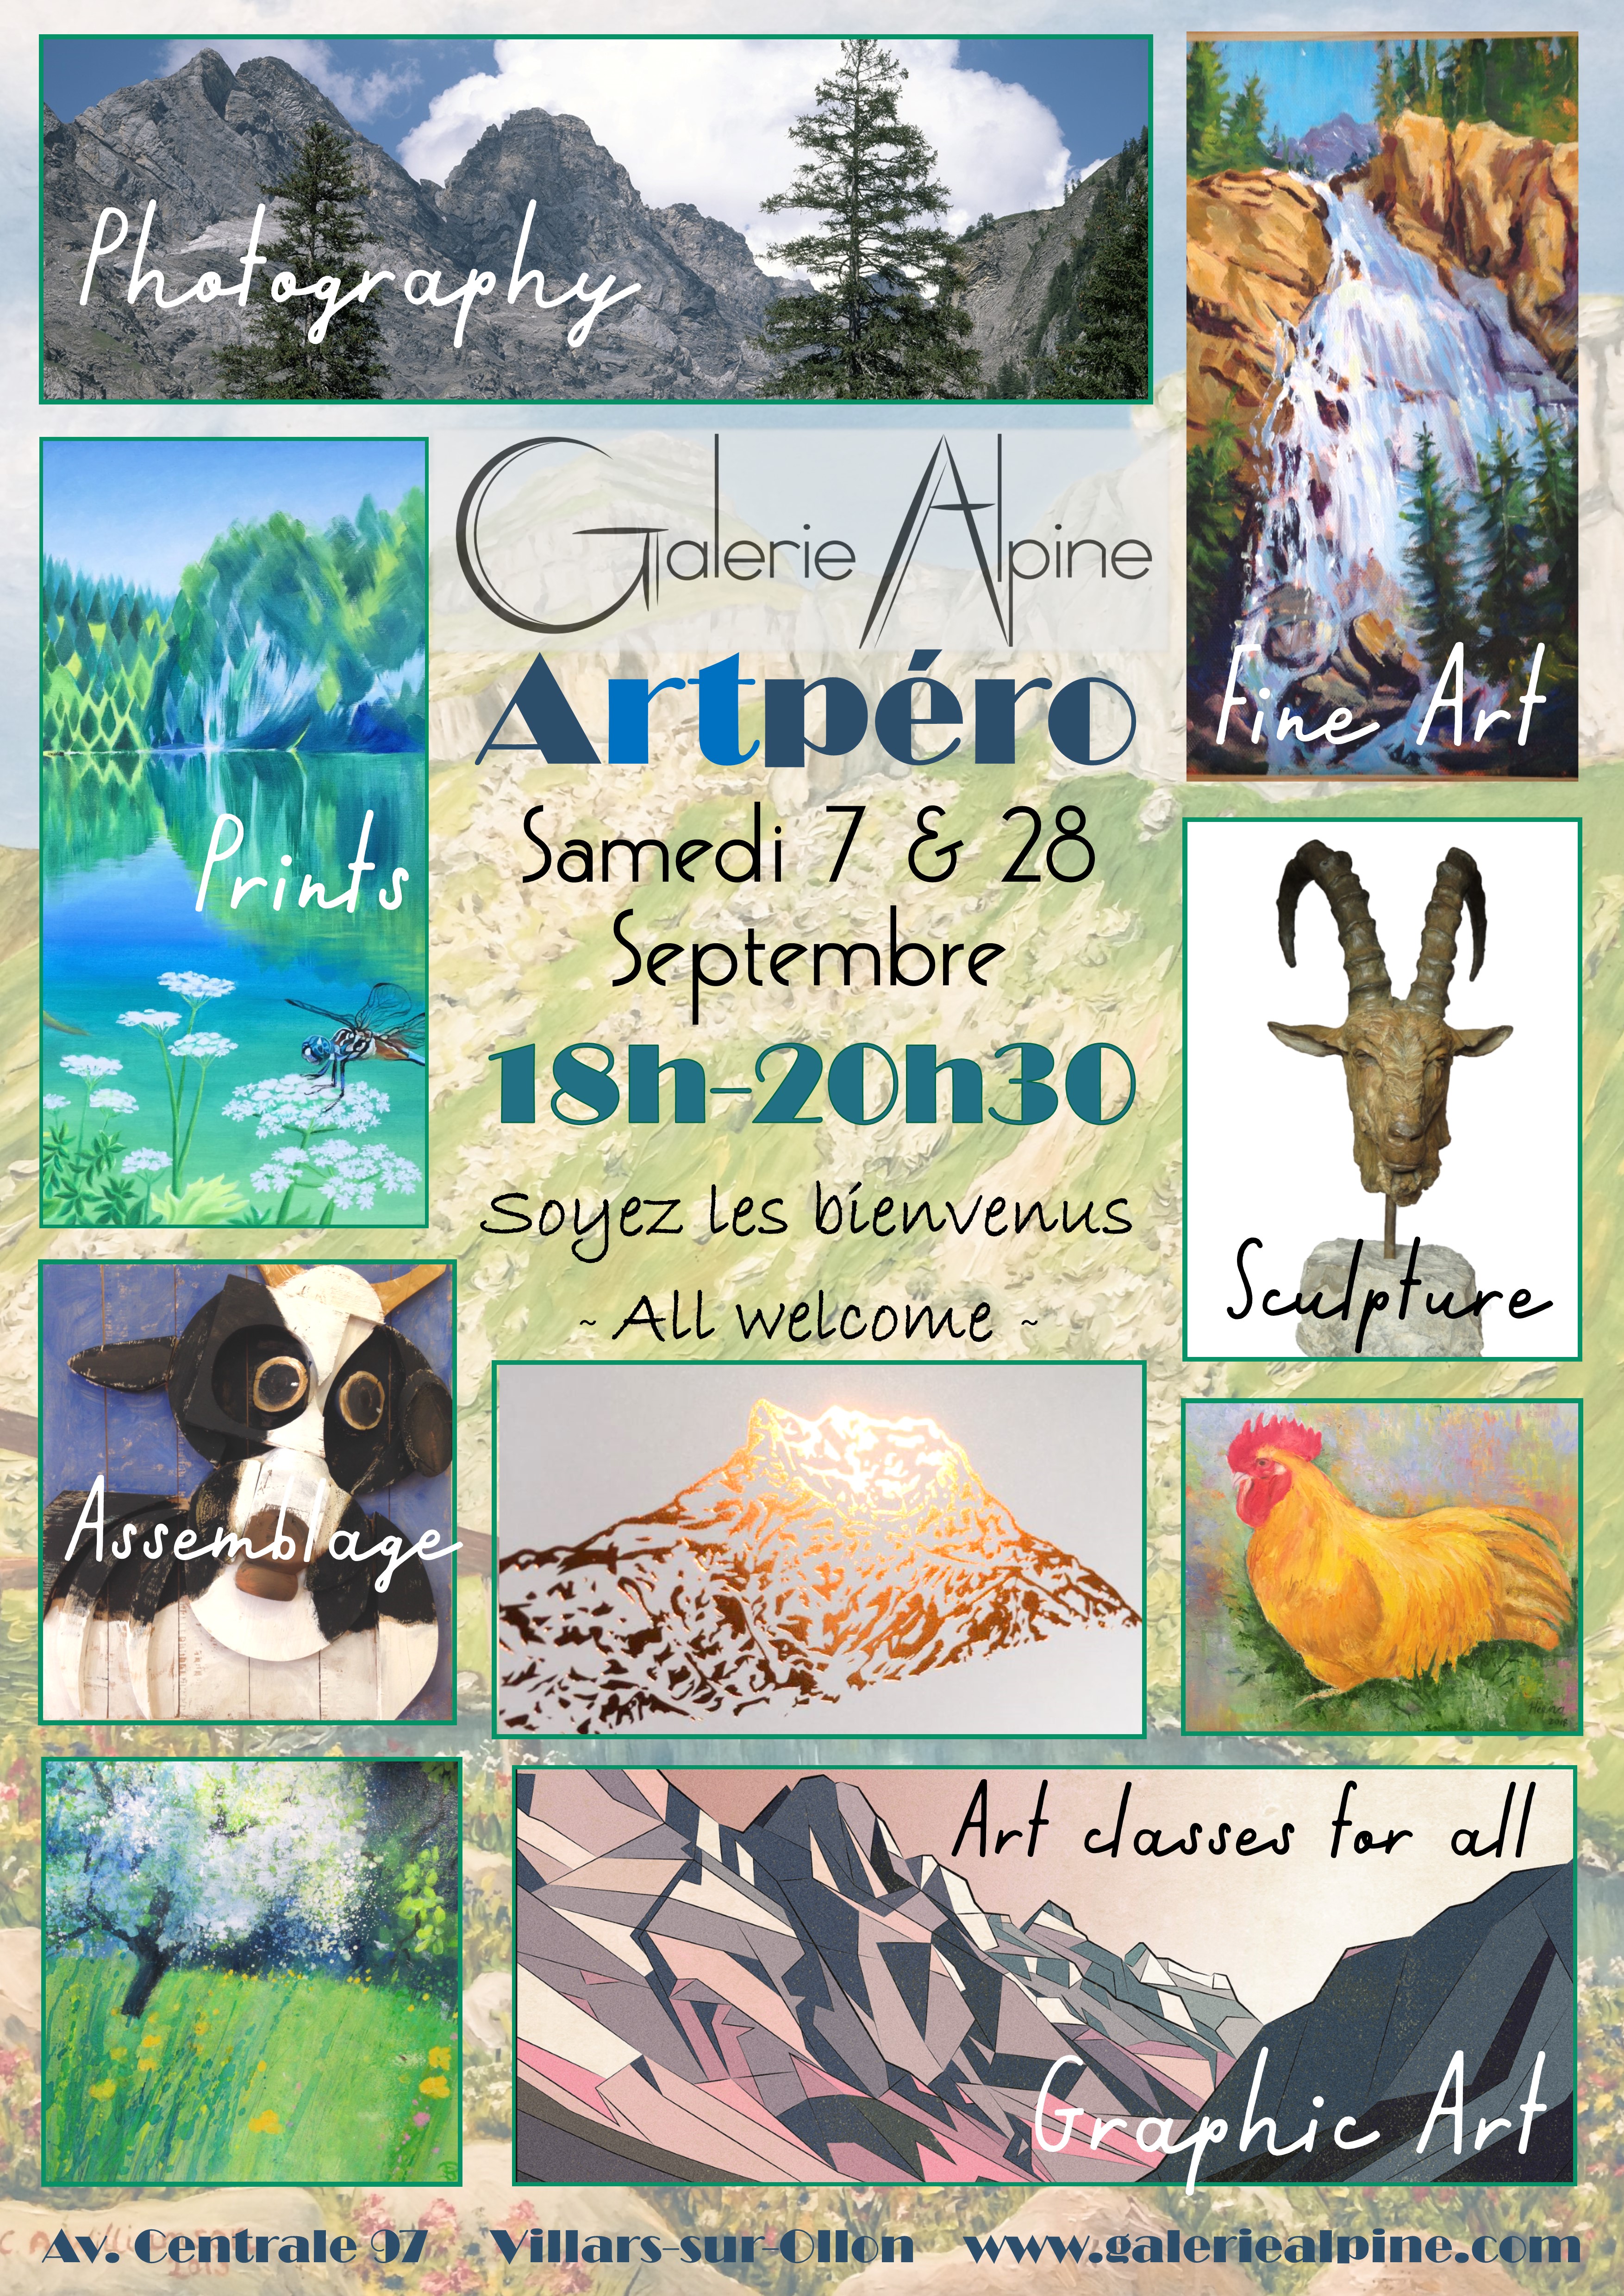 Photography
Galerie Alpine
Artpéro
Fine Art
Prints
Samedi 7 & 28
Septembre
18h-20h30
Soyez les bienvenus
~ All welcome ~
Sculpture
Assemblage
Art classes for all
Graphic Art
Av. Centrale 97 Villars-sur-Ollon www.galeriealpine.com